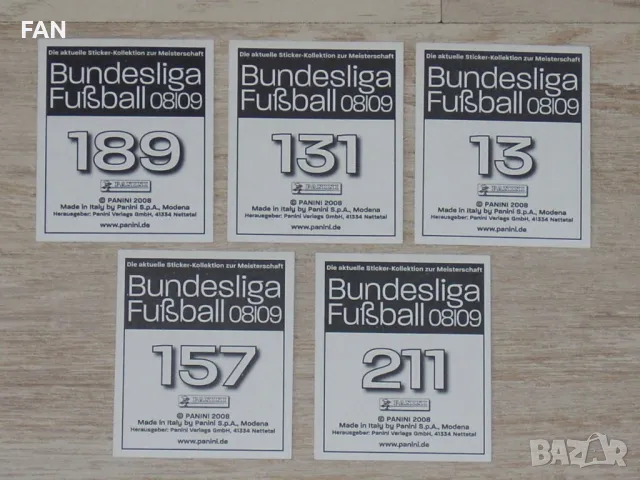 FAN
Die aktuelle Sticker-Kollektion zur Meisterschaft
Bundesliga
Fußball 08|09
189
PANINI
© PANINI 2008
Made in Italy by Panini S.p.A., Modena
Herausgeber: Panini Verlags GmbH, 41334 Nettetal
www.panini.de
Die aktuelle Sticker-Kollektion zur Meisterschaft
Bundesliga
Fußball 08|09
131
PANINI
© PANINI 2008
Made in Italy by Panini S.p.A., Modena
Herausgeber: Panini Verlags GmbH, 41334 Nettetal
www.panini.de
Die aktuelle Sticker-Kollektion zur Meisterschaft
Bundesliga
Fußball 08|09
13
PANINI
© PANINI 2008
Made in Italy by Panini S.p.A., Modena
Herausgeber: Panini Verlags GmbH, 41334 Nettetal
www.panini.de
Die aktuelle Sticker-Kollektion zur Meisterschaft
Bundesliga
Fußball 08|09
157
PANINI
© PANINI 2008
Made in Italy by Panini S.p.A., Modena
Herausgeber: Panini Verlags GmbH, 41334 Nettetal
www.panini.de
Die aktuelle Sticker-Kollektion zur Meisterschaft
Bundesliga
Fußball 08|09
211
PANINI
© PANINI 2008
Made in Italy by Panini S.p.A., Modena
Herausgeber: Panini Verlags GmbH, 41334 Nettetal
www.panini.de
BAZAR